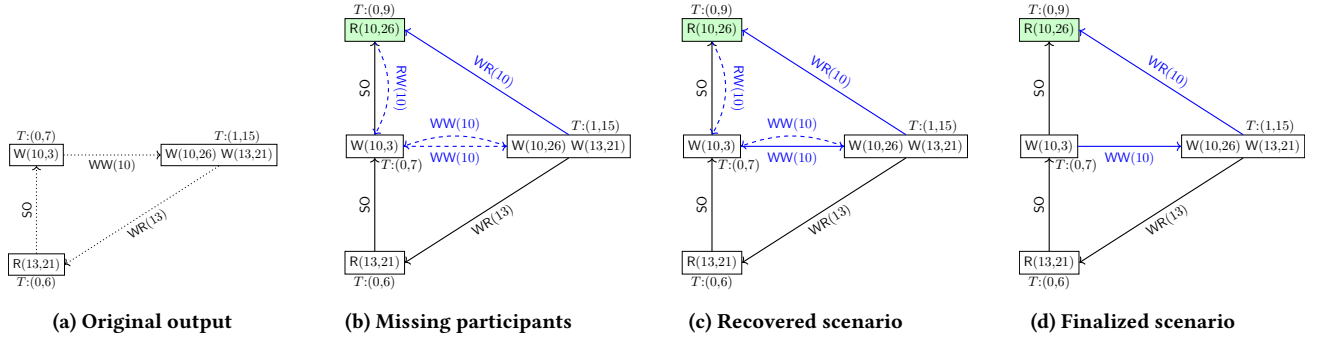 T:(0,7)
W(10,3)
WW(10)
T:(1,15)
W(10,26) W(13,21)
SO
WR(13)
R(13,21)
T:(0,6)
(a) Original output
T:(0,9)
R(10,26)
SO
RW(10)
WR(10)
WW(10)
WW(10)
T:(1,15)
W(10,3)
W(10,26) W(13,21)
T:(0,7)
SO
WR(13)
R(13,21)
T:(0,6)
(b) Missing participants
T:(0,9)
R(10,26)
SO
RW(10)
WR(10)
WW(10)
WW(10)
T:(1,15)
W(10,3)
W(10,26) W(13,21)
T:(0,7)
SO
WR(13)
R(13,21)
T:(0,6)
(c) Recovered scenario
T:(0,9)
R(10,26)
SO
WR(10)
T:(1,15)
W(10,3)
WW(10)
W(10,26) W(13,21)
T:(0,7)
SO
WR(13)
R(13,21)
T:(0,6)
(d) Finalized scenario